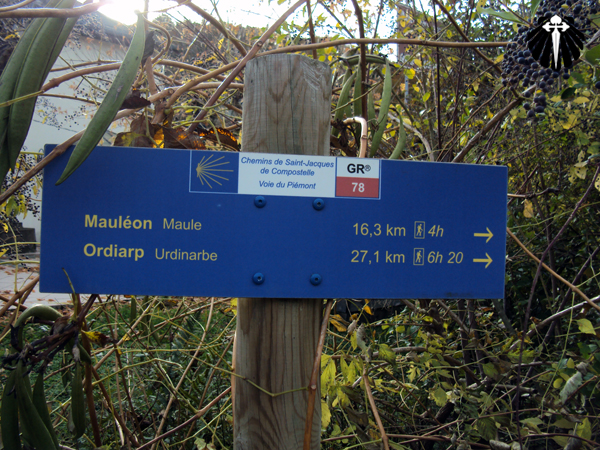 Chemins de Saint-Jacques
de Compostelle
Voie du Piémont
GR®
78
Mauléon Maule 16,3 km 4h →
Ordiarp Urdinarbe 27,1 km 6h 20 →